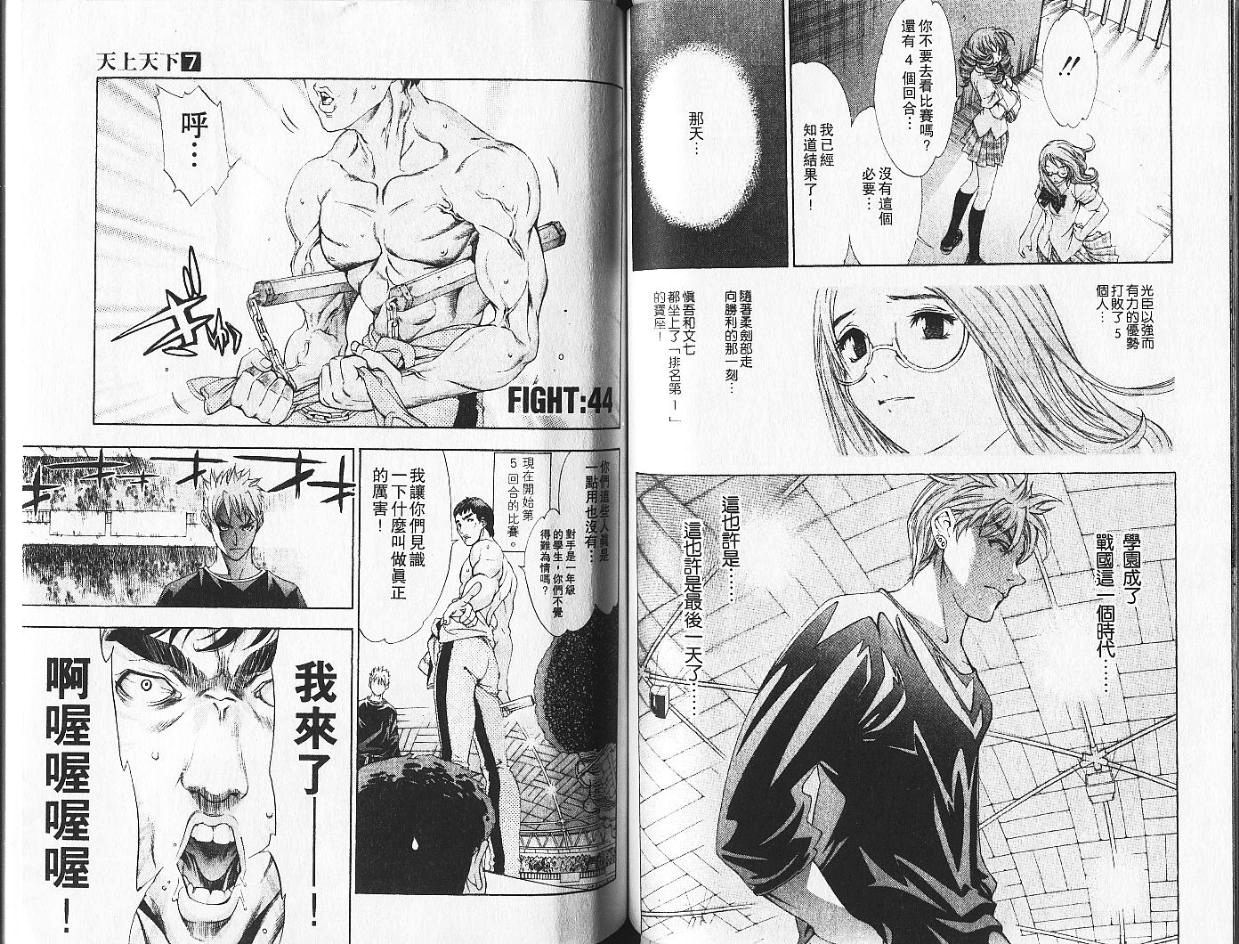 !!
你不要去看比賽嗎？
還有4個回合…
沒有這個
必要…
我已經
知道結果了！
那天…
光臣以強而
有力的優勢
打敗了5
個人…
隨著柔劍部走
向勝利的那一刻…
慎吾和文七
都坐上了「排名第1」
的寶座！
學園成了
戰國這一個時代……
這也許是……
這也許是最後一天了……
天上天下7
呼…
FIGHT:44
你們這些人真是
一點用也沒有…
對手是一年級
的學生，你們不覺
得難為情嗎？
現在開始第
5回合的比賽。
我讓你們見識
一下什麼叫做真正
的厲害！
我來了——！
啊喔喔喔喔！